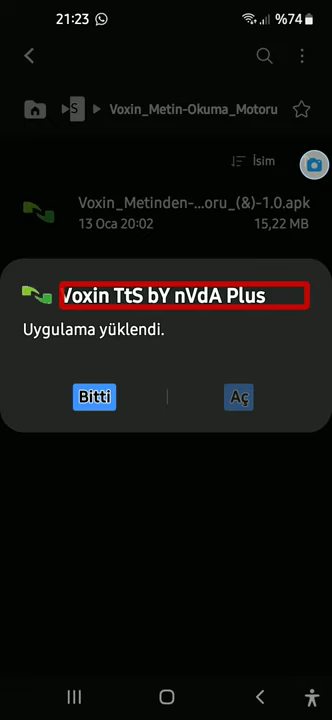 21:23 %74
S Voxin_Metin-Okuma_Motoru
İsim
Voxin_Metinden-...oru_(&)-1.0.apk
13 Oca 20:02 15,22 MB
Voxin TtS bY nVdA Plus
Uygulama yüklendi.
Bitti Aç